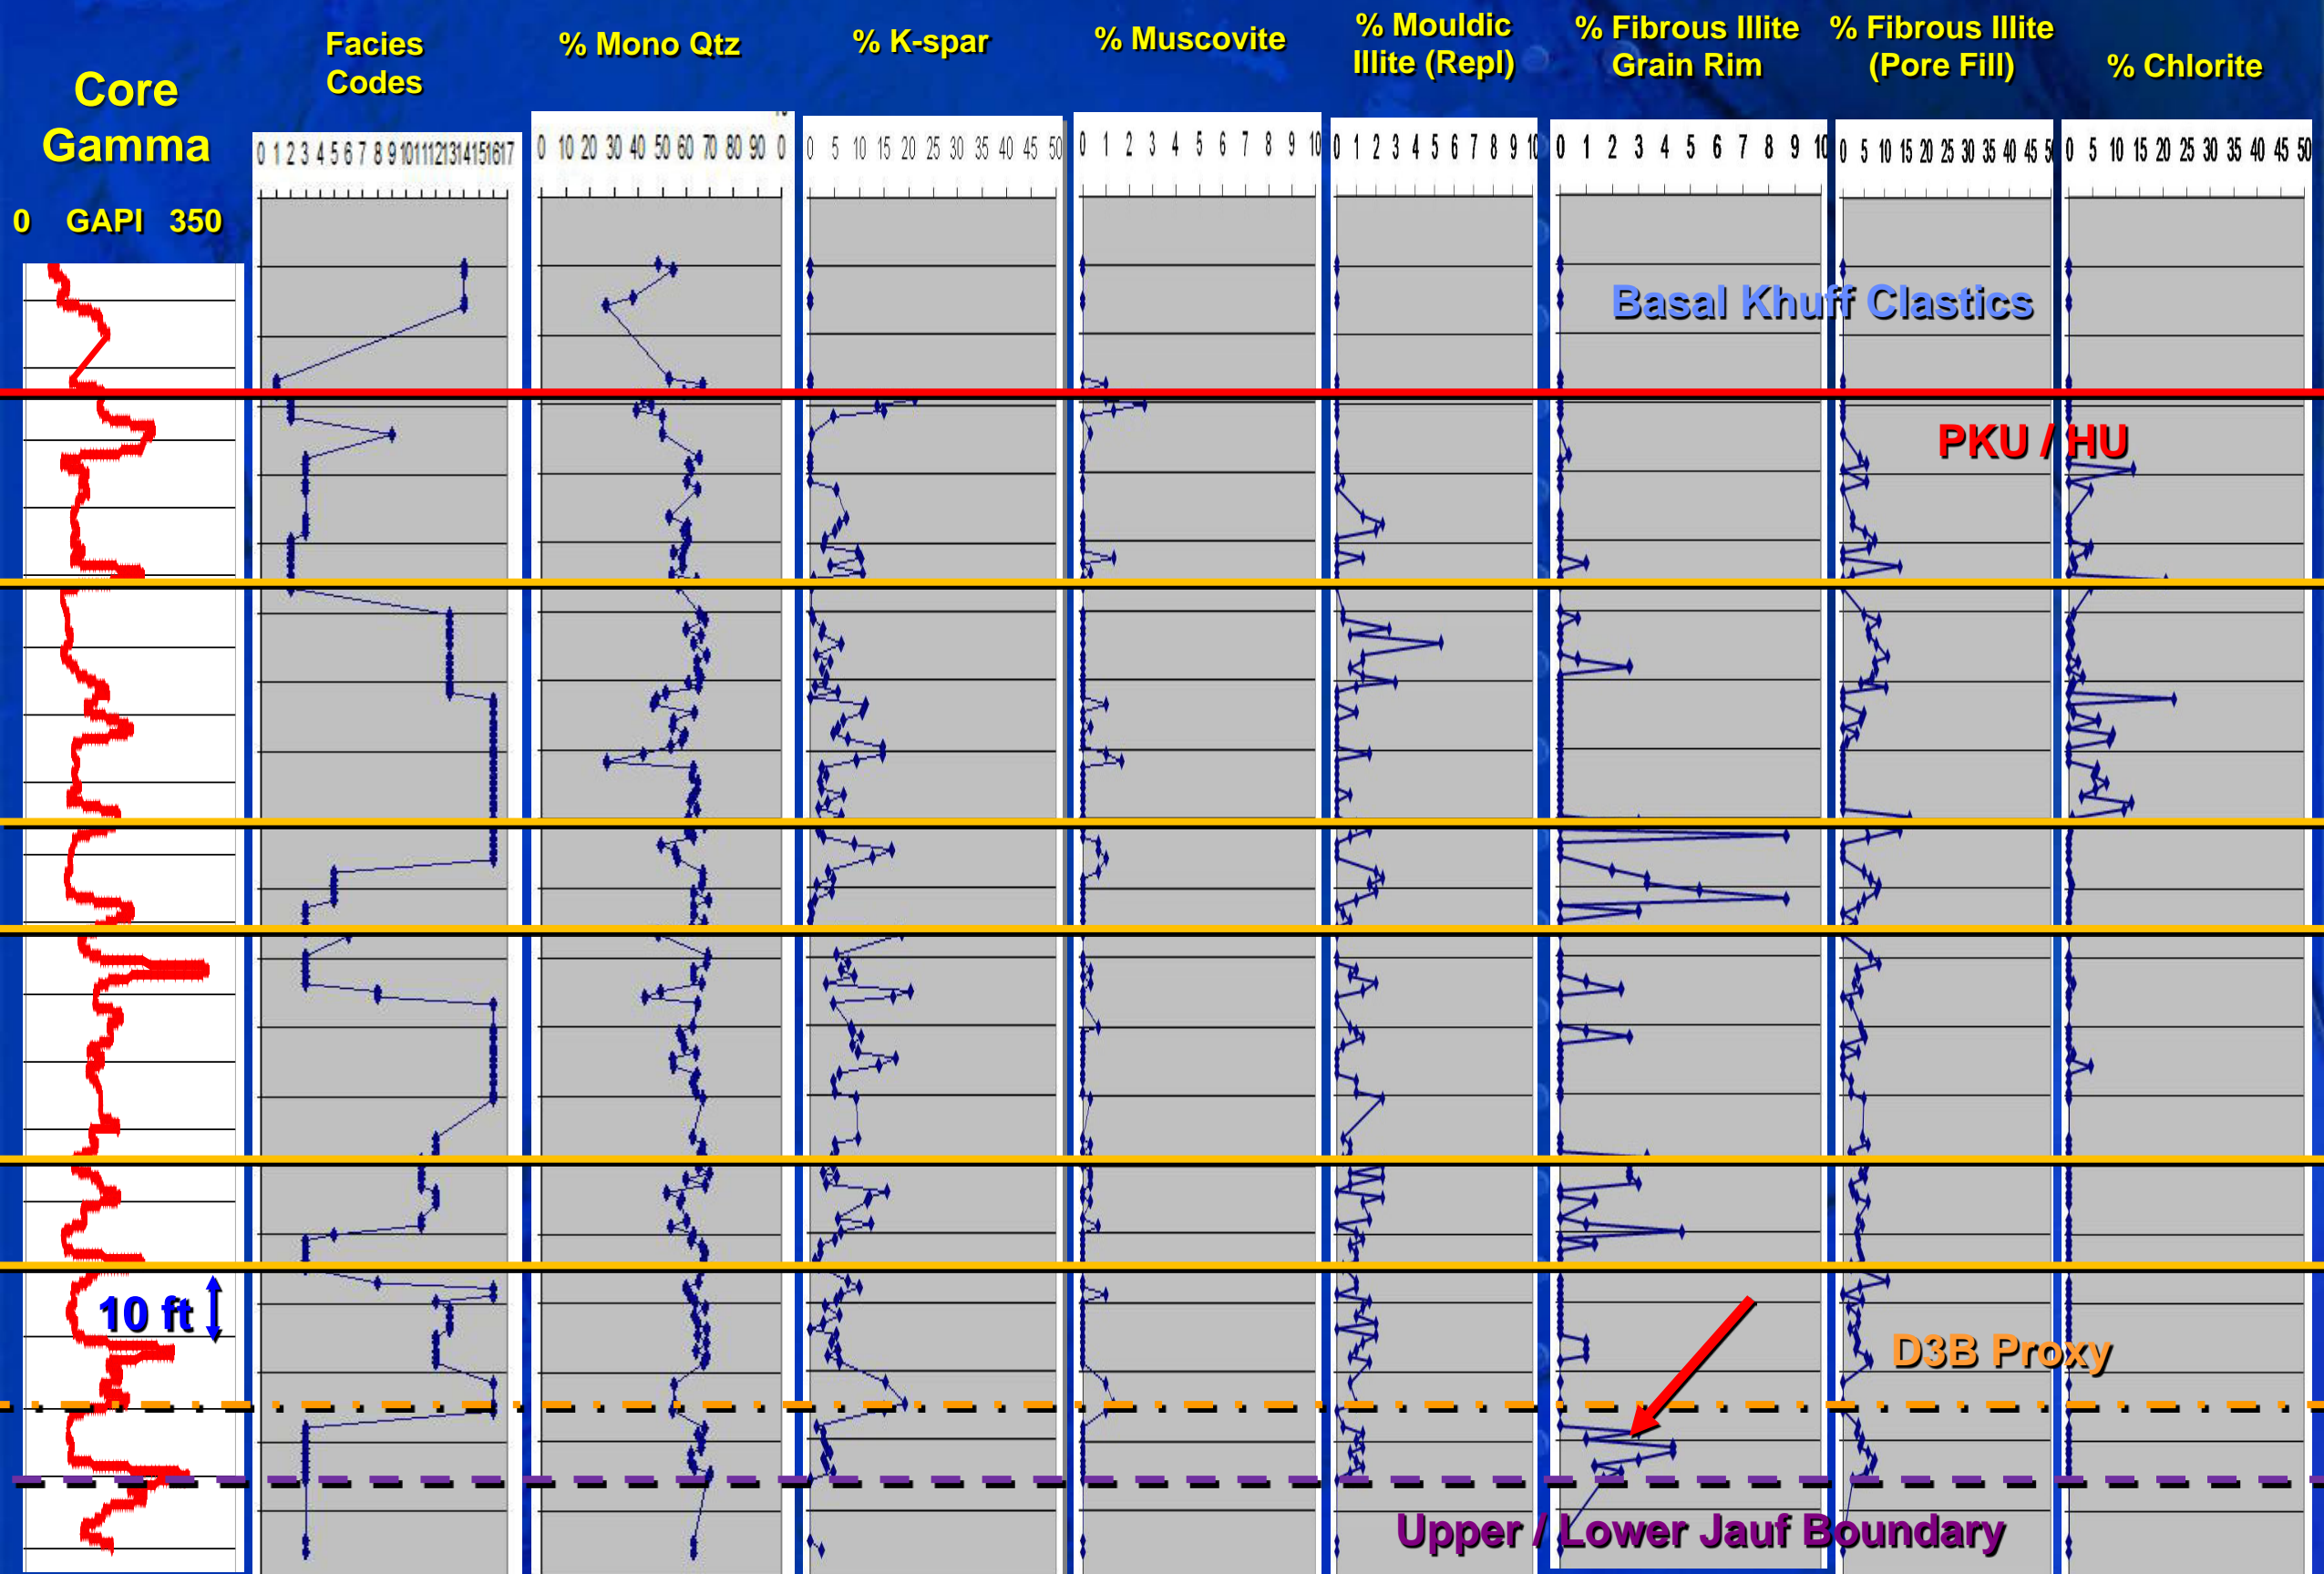 Core
Gamma
0 GAPI 350
Facies
Codes
% Mono Qtz
% K-spar
% Muscovite
% Mouldic
Illite (Repl)
% Fibrous Illite
Grain Rim
% Fibrous Illite
(Pore Fill)
% Chlorite
0 1 2 3 4 5 6 7 8 9 10 11 12 13 14 15 16 17
0 10 20 30 40 50 60 70 80 90 0
0 5 10 15 20 25 30 35 40 45 50
0 1 2 3 4 5 6 7 8 9 10
0 1 2 3 4 5 6 7 8 9 10
0 1 2 3 4 5 6 7 8 9 10
0 5 10 15 20 25 30 35 40 45 5
0 5 10 15 20 25 30 35 40 45 50
Basal Khuff Clastics
PKU / HU
10 ft
D3B Proxy
Upper / Lower Jauf Boundary